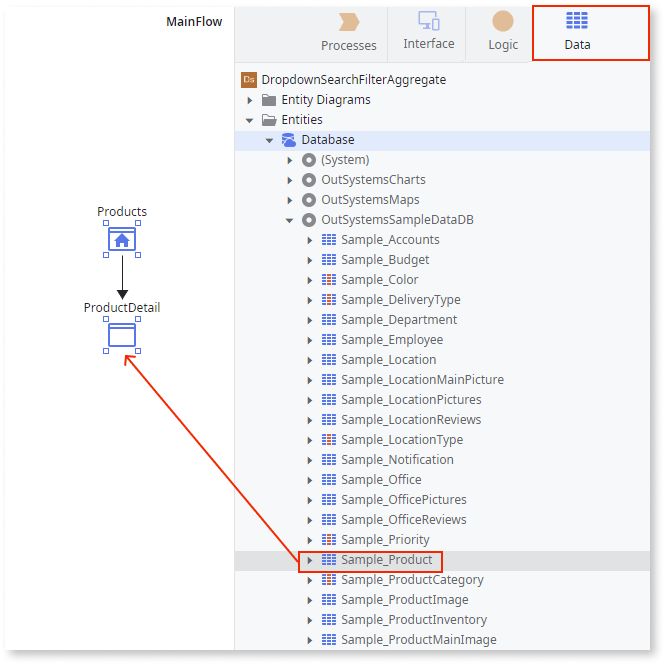 MainFlow
Products
ProductDetail
Processes
Interface
Logic
Data
Ds DropdownSearchFilterAggregate
Entity Diagrams
Entities
Database
(System)
OutSystemsCharts
OutSystemsMaps
OutSystemsSampleDataDB
Sample_Accounts
Sample_Budget
Sample_Color
Sample_DeliveryType
Sample_Department
Sample_Employee
Sample_Location
Sample_LocationMainPicture
Sample_LocationPictures
Sample_LocationReviews
Sample_LocationType
Sample_Notification
Sample_Office
Sample_OfficePictures
Sample_OfficeReviews
Sample_Priority
Sample_Product
Sample_ProductCategory
Sample_ProductImage
Sample_ProductInventory
Sample_ProductMainImage